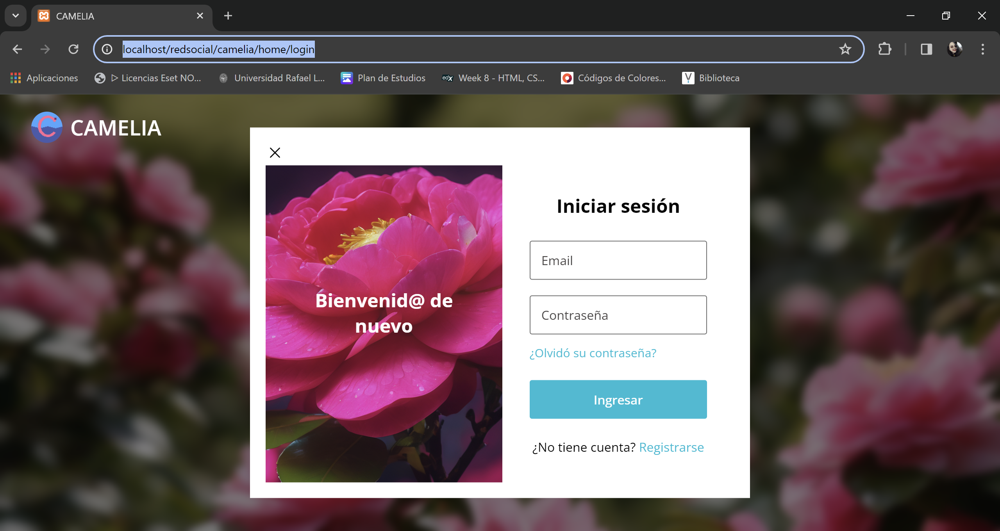 CAMELIA
localhost/redsocial/camelia/home/login
Aplicaciones
▷ Licencias Eset NO...
Universidad Rafael L...
edX
Plan de Estudios
Week 8 - HTML, CS...
Códigos de Colores...
Biblioteca
CAMELIA
Bienvenid@ de
nuevo
Iniciar sesión
Email
Contraseña
¿Olvidó su contraseña?
Ingresar
¿No tiene cuenta? Registrarse